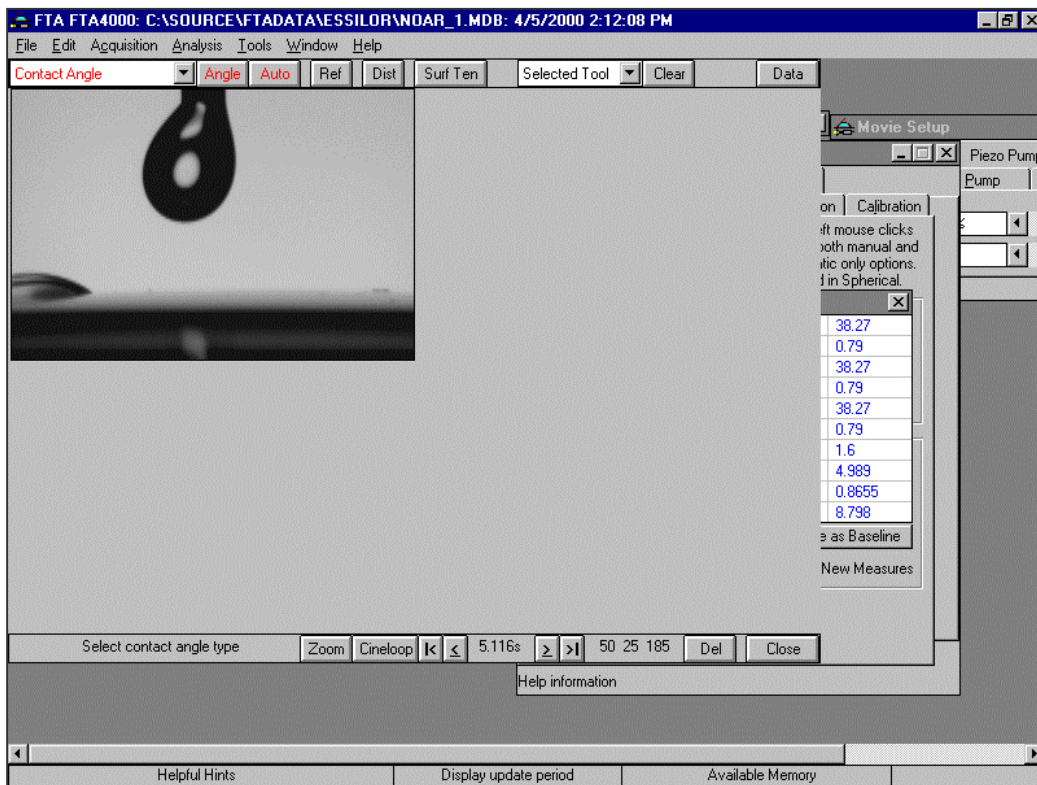 FTA FTA4000: C:\SOURCE\FTADATA\ESSILOR\NOAR_1.MDB: 4/5/2000 2:12:08 PM
File Edit Acquisition Analysis Tools Window Help
Contact Angle Angle Auto Ref Dist Surf Ten Selected Tool Clear Data
Movie Setup
Piezo Pump
Pump
on Calibration
eft mouse clicks
ooth manual and
tic only options.
d in Spherical.
38.27
0.79
38.27
0.79
38.27
0.79
1.6
4.989
0.8655
8.798
e as Baseline
New Measures
Select contact angle type Zoom Cineloop |< < 5.116s > >| 50 25 185 Del Close
Help information
Helpful Hints Display update period Available Memory